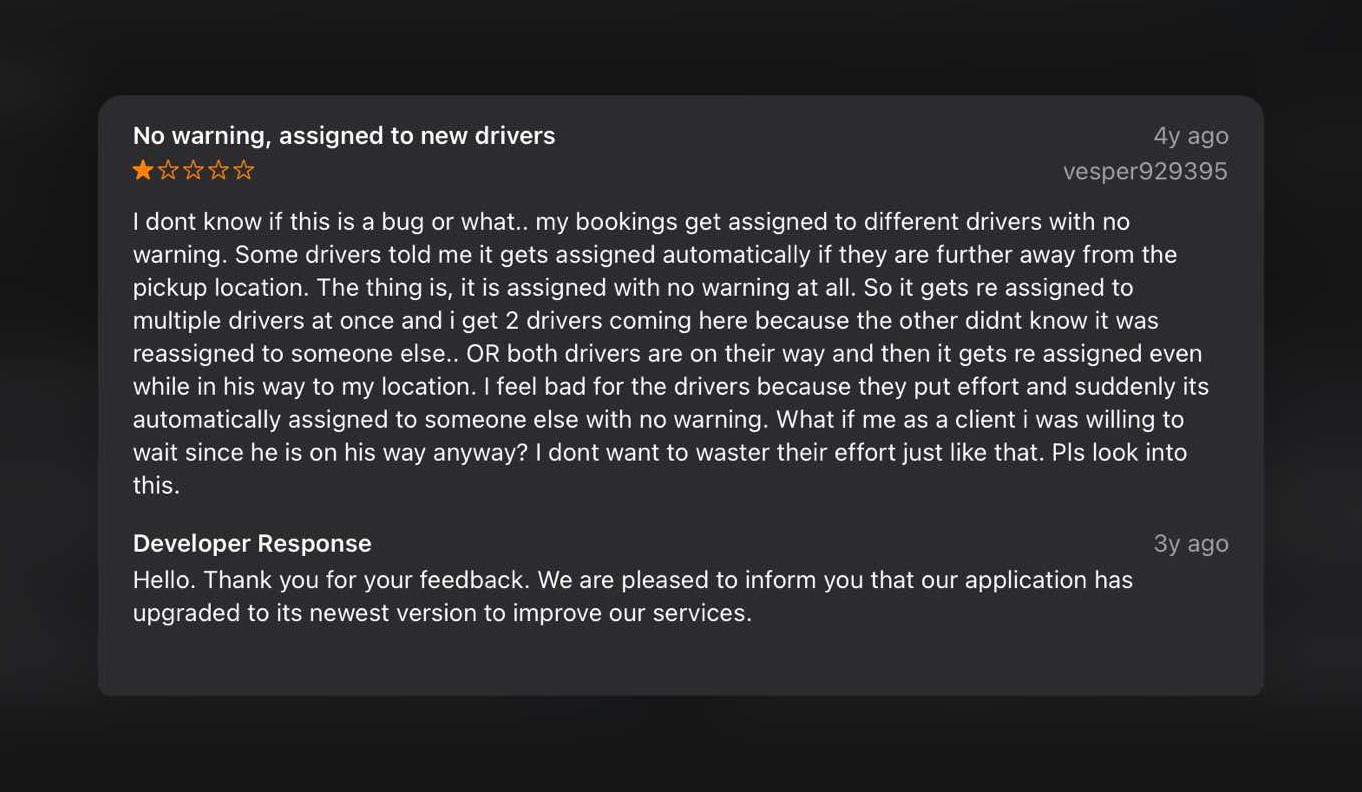 No warning, assigned to new drivers
4y ago
vesper929395
I dont know if this is a bug or what.. my bookings get assigned to different drivers with no
warning. Some drivers told me it gets assigned automatically if they are further away from the
pickup location. The thing is, it is assigned with no warning at all. So it gets re assigned to
multiple drivers at once and i get 2 drivers coming here because the other didnt know it was
reassigned to someone else.. OR both drivers are on their way and then it gets re assigned even
while in his way to my location. I feel bad for the drivers because they put effort and suddenly its
automatically assigned to someone else with no warning. What if me as a client i was willing to
wait since he is on his way anyway? I dont want to waster their effort just like that. Pls look into
this.
Developer Response
3y ago
Hello. Thank you for your feedback. We are pleased to inform you that our application has
upgraded to its newest version to improve our services.